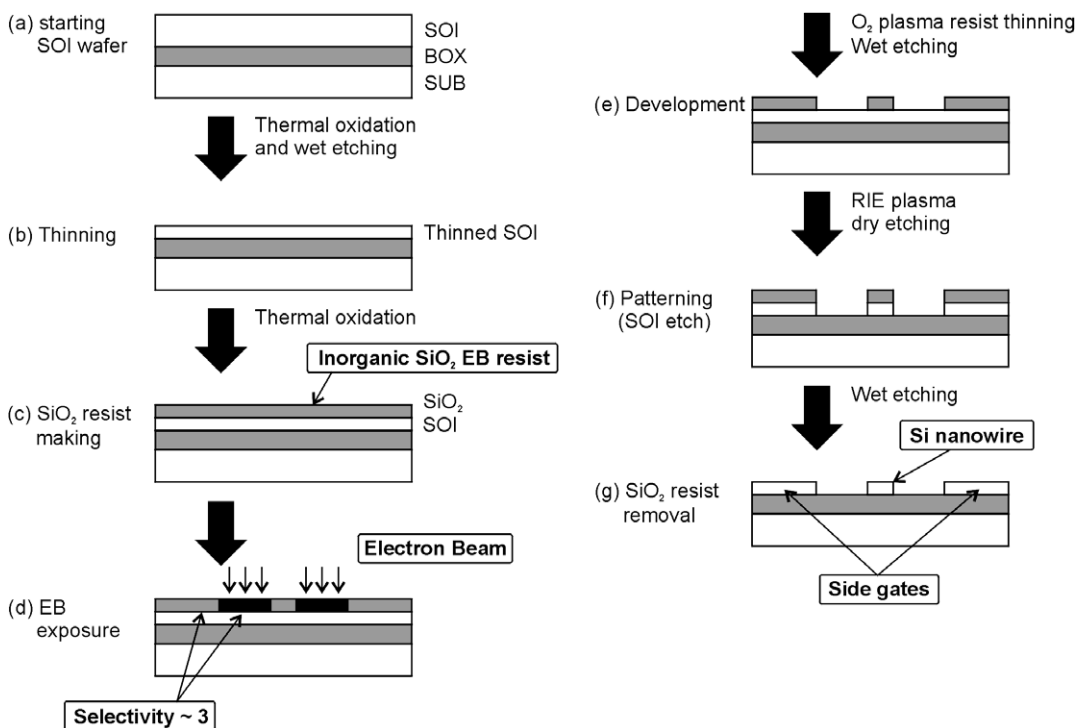 (a) starting
SOI wafer
SOI
BOX
SUB
Thermal oxidation
and wet etching
(b) Thinning
Thinned SOI
Thermal oxidation
Inorganic SiO₂ EB resist
(c) SiO₂ resist
making
SiO₂
SOI
Electron Beam
(d) EB
exposure
Selectivity ~ 3
O₂ plasma resist thinning
Wet etching
(e) Development
RIE plasma
dry etching
(f) Patterning
(SOI etch)
Wet etching
Si nanowire
(g) SiO₂ resist
removal
Side gates